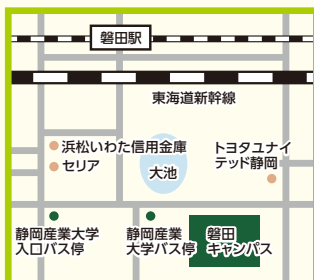 磐田駅
東海道新幹線
浜松いわた信用金庫
セリア
大池
トヨタユナイ
テッド静岡
静岡産業大学
入口バス停
静岡産業
大学バス停
磐田
キャンパス